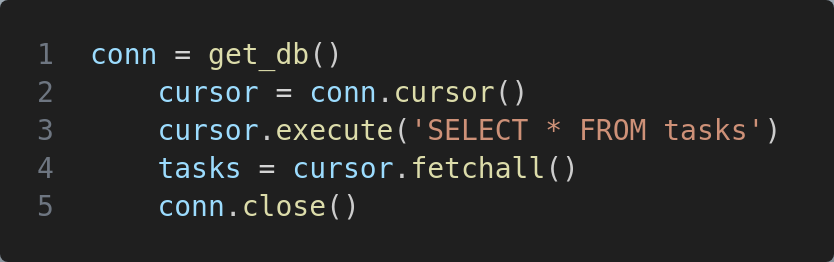 1 conn = get_db()
2     cursor = conn.cursor()
3     cursor.execute('SELECT * FROM tasks')
4     tasks = cursor.fetchall()
5     conn.close()